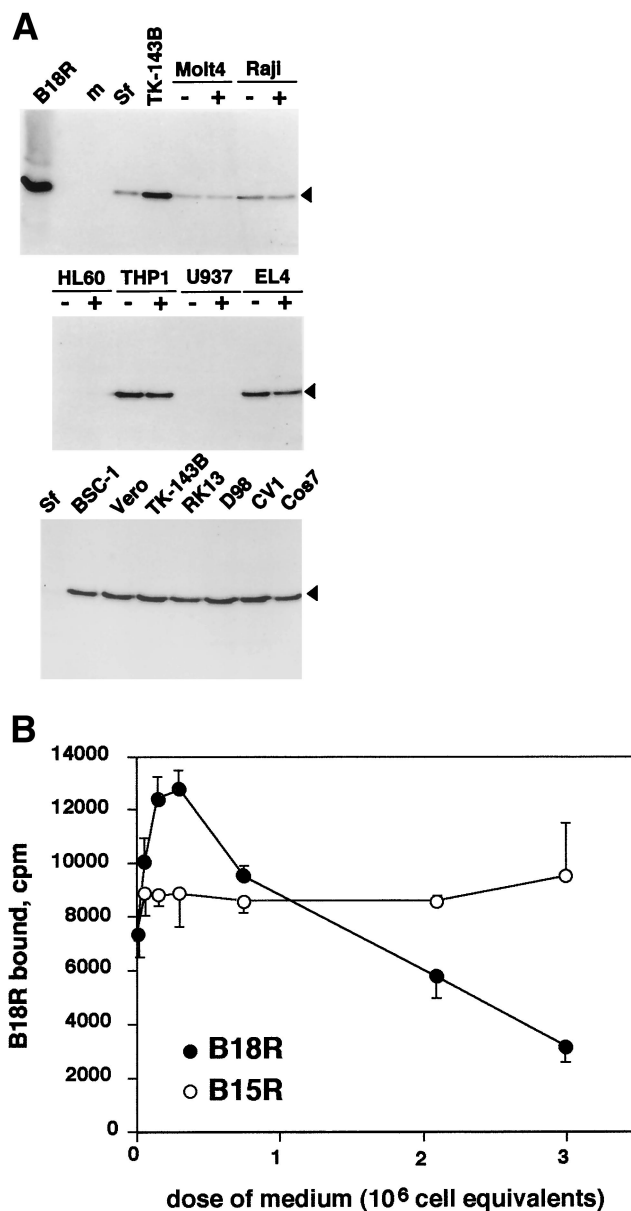 A
B18R m Sf TK-143B Molt4 Raji
- + - +
HL60 THP1 U937 EL4
- + - + - + - +
Sf BSC-1 Vero TK-143B RK13 D98 CV1 Cos7
B
14000
12000
10000
8000
6000
4000
2000
0
B18R bound, cpm
B18R
B15R
0 1 2 3
dose of medium (10⁶ cell equivalents)